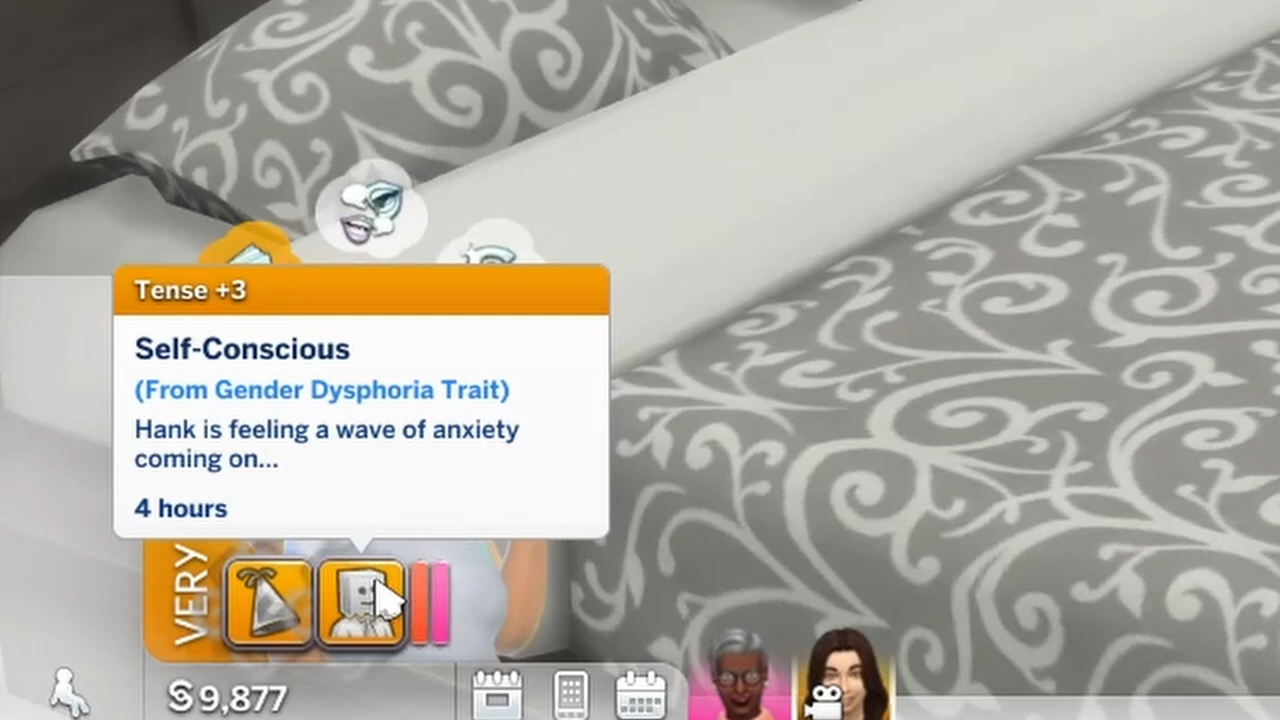 Tense +3
Self-Conscious
(From Gender Dysphoria Trait)
Hank is feeling a wave of anxiety
coming on...
4 hours
VERY
§9,877